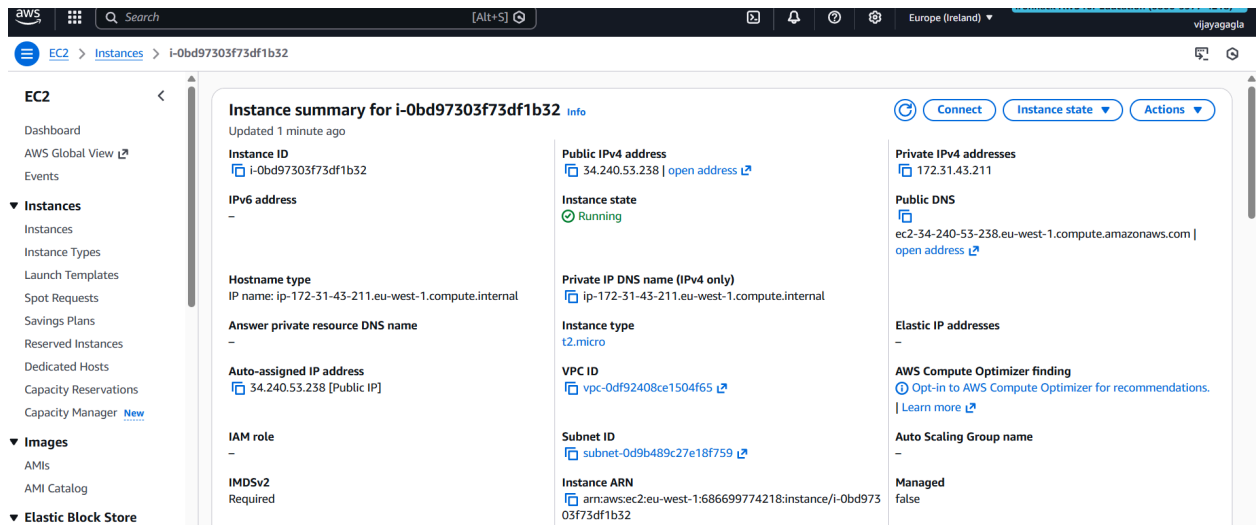 aws
Search
[Alt+S]
Europe (Ireland) ▼
vijayagagla
EC2 > Instances > i-0bd97303f73df1b32
EC2
Dashboard
AWS Global View
Events
▼ Instances
Instances
Instance Types
Launch Templates
Spot Requests
Savings Plans
Reserved Instances
Dedicated Hosts
Capacity Reservations
Capacity Manager New
▼ Images
AMIs
AMI Catalog
▼ Elastic Block Store
Instance summary for i-0bd97303f73df1b32 Info
Updated 1 minute ago
Connect
Instance state ▼
Actions ▼
Instance ID
i-0bd97303f73df1b32
Public IPv4 address
34.240.53.238 | open address
Private IPv4 addresses
172.31.43.211
IPv6 address
–
Instance state
Running
Public DNS
ec2-34-240-53-238.eu-west-1.compute.amazonaws.com |
open address
Hostname type
IP name: ip-172-31-43-211.eu-west-1.compute.internal
Private IP DNS name (IPv4 only)
ip-172-31-43-211.eu-west-1.compute.internal
Answer private resource DNS name
–
Instance type
t2.micro
Elastic IP addresses
–
Auto-assigned IP address
34.240.53.238 [Public IP]
VPC ID
vpc-0df92408ce1504f65
AWS Compute Optimizer finding
Opt-in to AWS Compute Optimizer for recommendations.
| Learn more
IAM role
–
Subnet ID
subnet-0d9b489c27e18f759
Auto Scaling Group name
–
IMDSv2
Required
Instance ARN
arn:aws:ec2:eu-west-1:686699774218:instance/i-0bd973
03f73df1b32
Managed
false